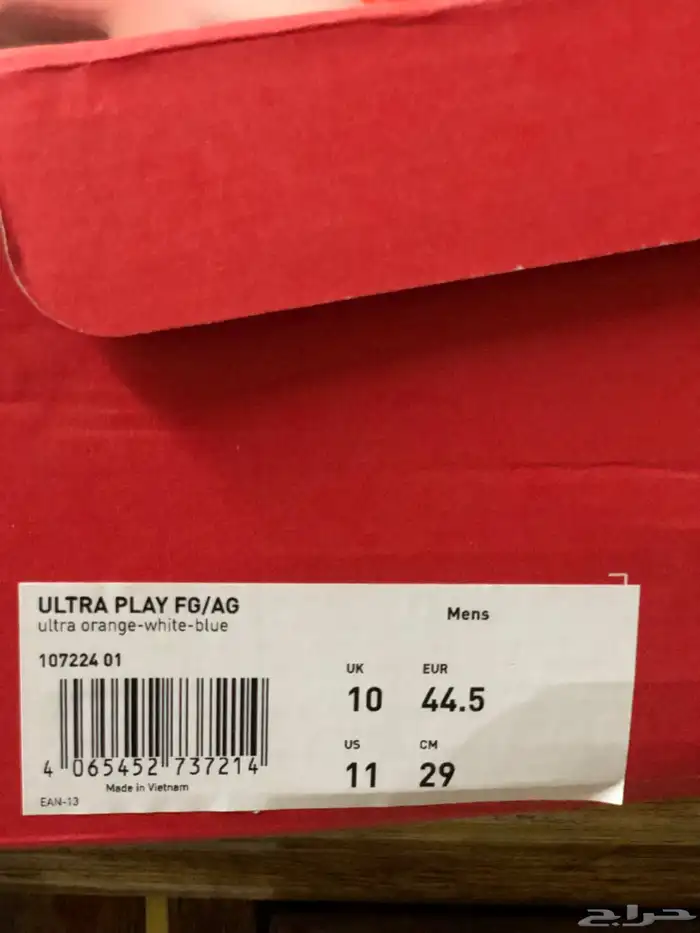 ULTRA PLAY FG/AG
ultra orange-white-blue
Mens
107224 01
UK EUR
10 44.5
US CM
11 29
4 065452 737214
Made in Vietnam
EAN-13
حراج